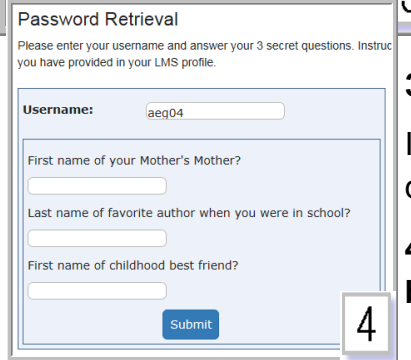 Password Retrieval
Please enter your username and answer your 3 secret questions. Instruc
you have provided in your LMS profile.
Username:
aeg04
First name of your Mother's Mother?
Last name of favorite author when you were in school?
First name of childhood best friend?
Submit
4